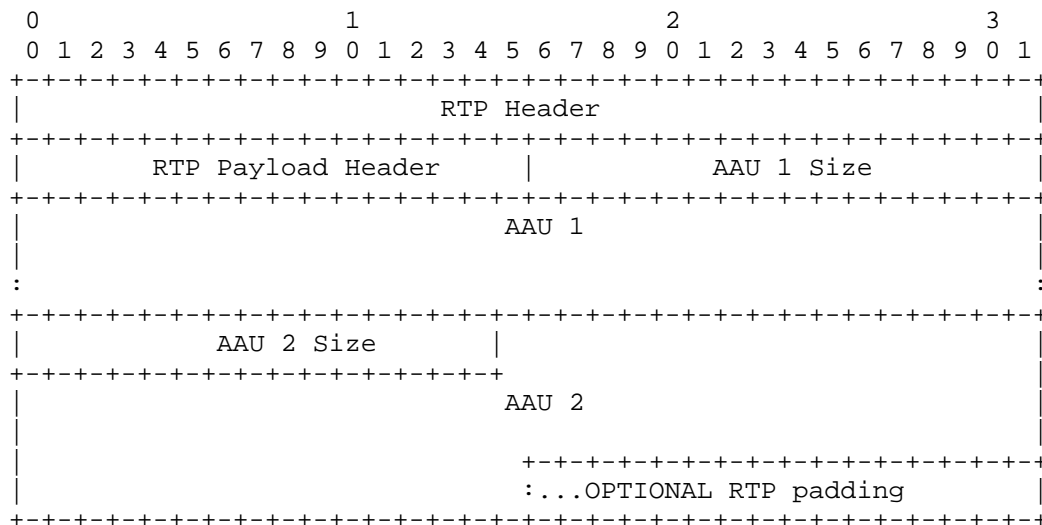 0                   1                   2                   3
 0 1 2 3 4 5 6 7 8 9 0 1 2 3 4 5 6 7 8 9 0 1 2 3 4 5 6 7 8 9 0 1
+-+-+-+-+-+-+-+-+-+-+-+-+-+-+-+-+-+-+-+-+-+-+-+-+-+-+-+-+-+-+-+-+
|                          RTP Header                           |
+-+-+-+-+-+-+-+-+-+-+-+-+-+-+-+-+-+-+-+-+-+-+-+-+-+-+-+-+-+-+-+-+
|        RTP Payload Header     |           AAU 1 Size          |
+-+-+-+-+-+-+-+-+-+-+-+-+-+-+-+-+-+-+-+-+-+-+-+-+-+-+-+-+-+-+-+-+
|                              AAU 1                            |
|                                                               |
:                                                               :
+-+-+-+-+-+-+-+-+-+-+-+-+-+-+-+-+-+-+-+-+-+-+-+-+-+-+-+-+-+-+-+-+
|            AAU 2 Size       |                                 |
+-+-+-+-+-+-+-+-+-+-+-+-+-+-+-+                                 |
|                              AAU 2                            |
|                                                               |
|                               +-+-+-+-+-+-+-+-+-+-+-+-+-+-+-+-+
|                               :...OPTIONAL RTP padding        |
+-+-+-+-+-+-+-+-+-+-+-+-+-+-+-+-+-+-+-+-+-+-+-+-+-+-+-+-+-+-+-+-+